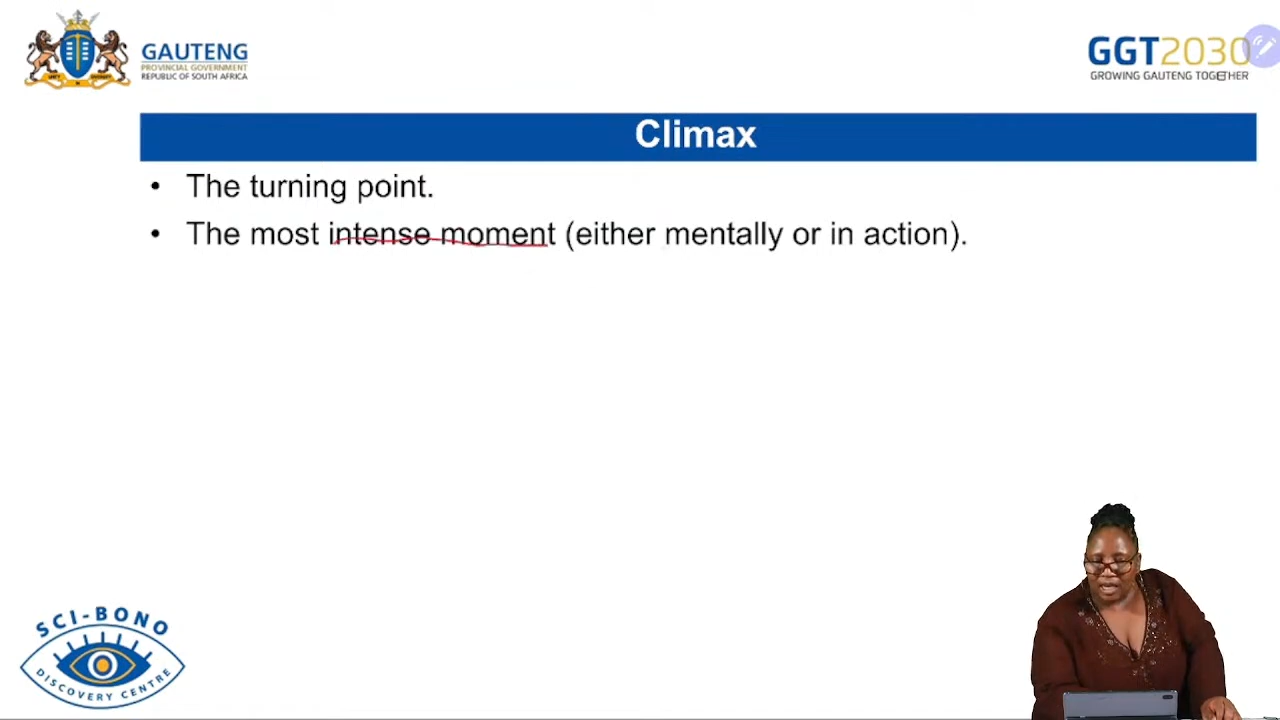 GAUTENG
PROVINCIAL GOVERNMENT
REPUBLIC OF SOUTH AFRICA
GGT2030
GROWING GAUTENG TOGETHER
Climax
• The turning point.
• The most intense moment (either mentally or in action).
SCI-BONO
DISCOVERY CENTRE